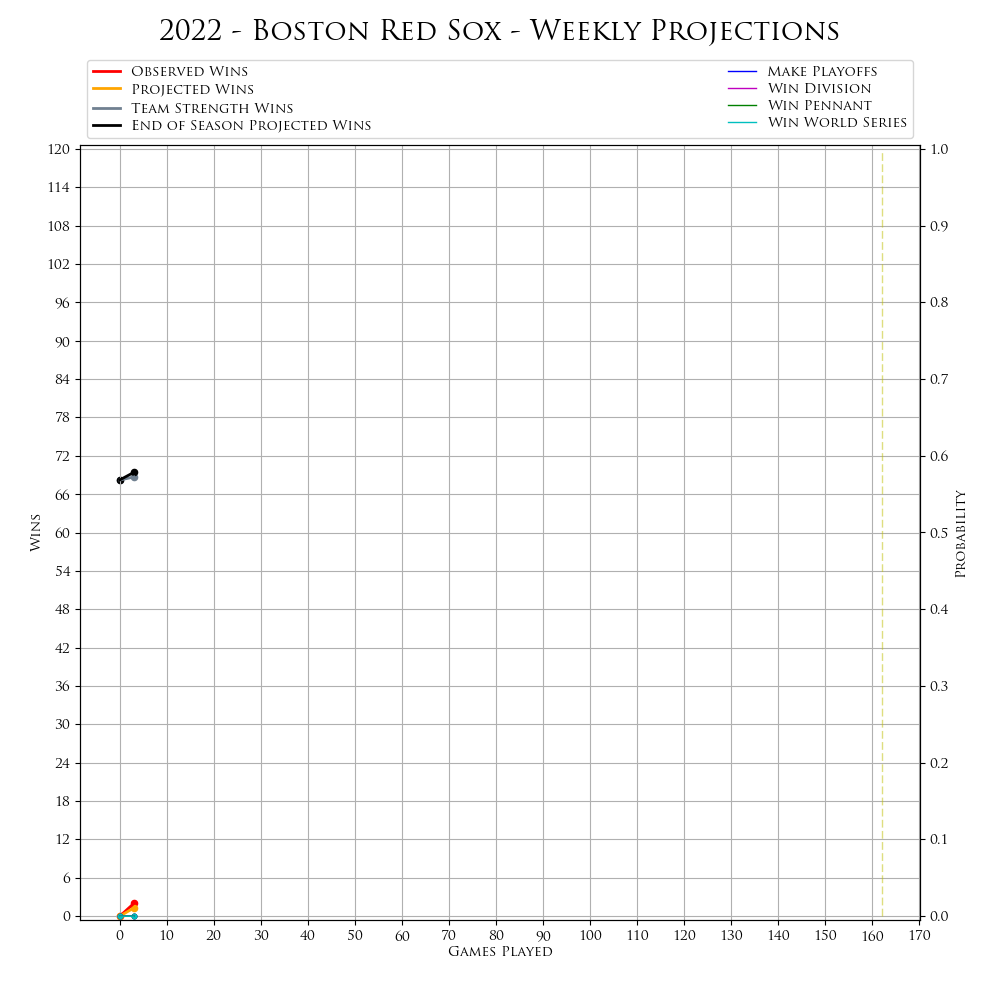 2022 - Boston Red Sox - Weekly Projections
Observed Wins
Projected Wins
Team Strength Wins
End of Season Projected Wins
Make Playoffs
Win Division
Win Pennant
Win World Series
120
114
108
102
96
90
84
78
72
66
60
54
48
42
36
30
24
18
12
6
0
Wins
1.0
0.9
0.8
0.7
0.6
0.5
0.4
0.3
0.2
0.1
0.0
Probability
0 10 20 30 40 50 60 70 80 90 100 110 120 130 140 150 160 170
Games Played